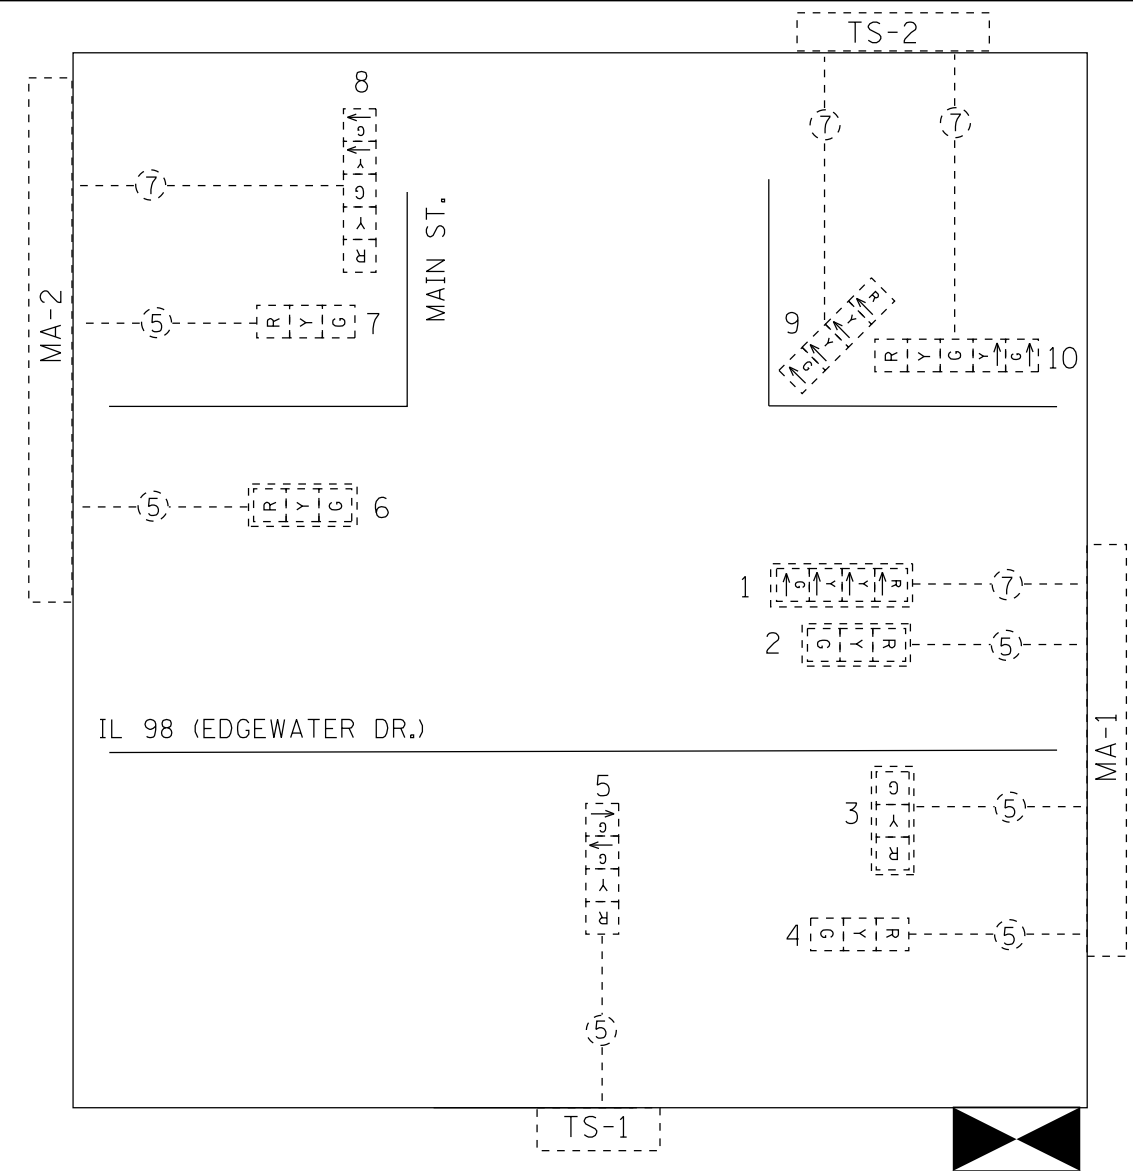 TS-2
8
G
Y
G
Y
R
7
7
7
MAIN ST.
MA-2
5
R Y G 7
9
G Y Y R
R Y G Y G 10
5
R Y G 6
1 G Y Y R 7
2 G Y R 5
IL 98 (EDGEWATER DR.)
MA-1
5
G
G
Y
R
3
G
Y
R
5
4 G Y R 5
5
TS-1